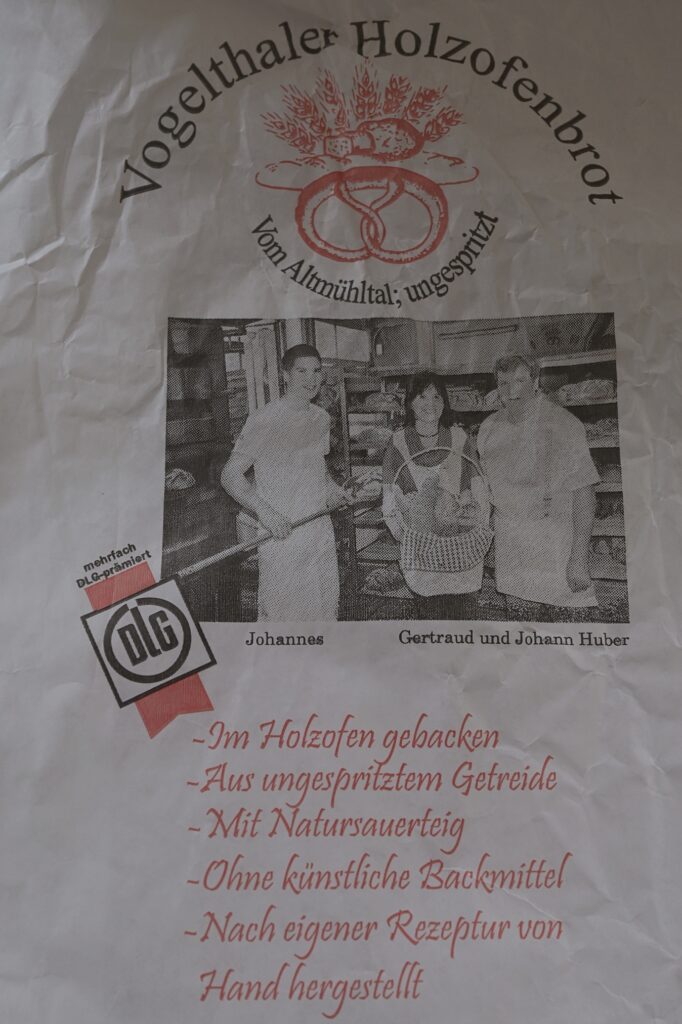 Vogelthaler Holzofenbrot
Vom Altmühltal; ungespritzt
mehrfach
DLG-prämiert
DLG
Johannes
Gertraud und Johann Huber
-Im Holzofen gebacken
-Aus ungespritztem Getreide
-Mit Natursauerteig
-Ohne künstliche Backmittel
-Nach eigener Rezeptur von
Hand hergestellt